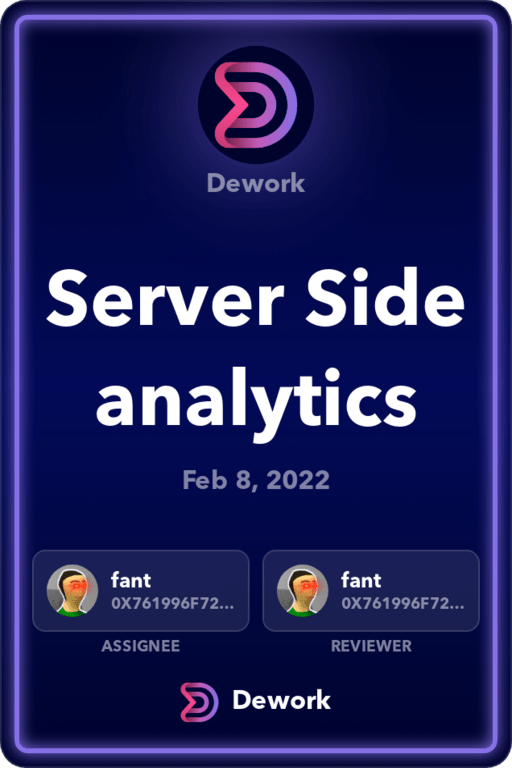 Dework
Server Side
analytics
Feb 8, 2022
fant
0X761996F72...
ASSIGNEE
fant
0X761996F72...
REVIEWER
Dework